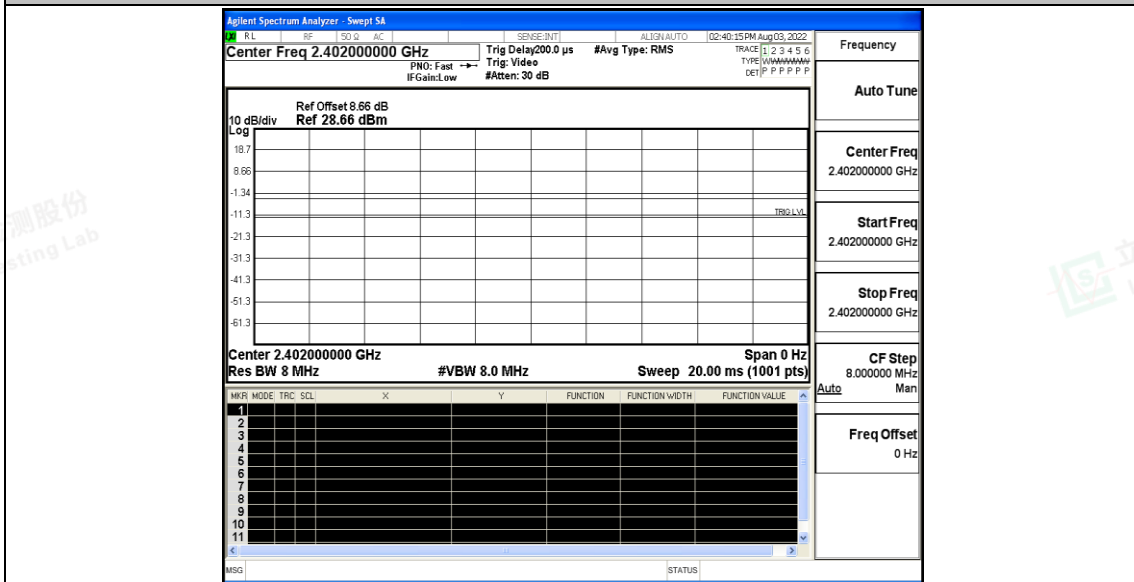 Agilent Spectrum Analyzer - Swept SA
RL RF 50 Ω AC SENSE:INT ALIGN AUTO 02:40:15 PM Aug 03, 2022
Center Freq 2.402000000 GHz
PNO: Fast
IFGain:Low
Trig Delay200.0 µs
Trig: Video
#Atten: 30 dB
#Avg Type: RMS
TRACE 1 2 3 4 5 6
TYPE WWWWWW
DET P P P P P P
Ref Offset 8.66 dB
10 dB/div Ref 28.66 dBm
Log
18.7
8.66
-1.34
-11.3
TRIG LVL
-21.3
-31.3
-41.3
-51.3
-61.3
Center 2.402000000 GHz Span 0 Hz
Res BW 8 MHz #VBW 8.0 MHz Sweep 20.00 ms (1001 pts)
MKR MODE TRC SCL X Y FUNCTION FUNCTION WIDTH FUNCTION VALUE
1
2
3
4
5
6
7
8
9
10
11
MSG STATUS
Frequency
Auto Tune
Center Freq
2.402000000 GHz
Start Freq
2.402000000 GHz
Stop Freq
2.402000000 GHz
CF Step
8.000000 MHz
Auto Man
Freq Offset
0 Hz
测股份
esting Lab
立